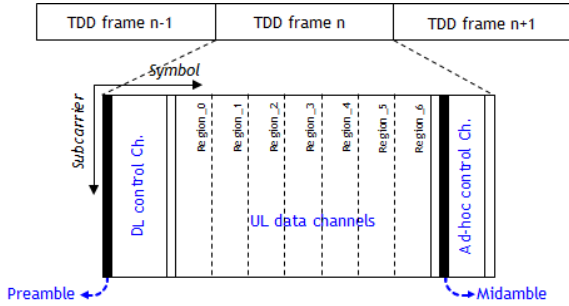 TDD frame n-1
TDD frame n
TDD frame n+1
Symbol
Subcarrier
DL control Ch.
Region_0
Region_1
Region_2
Region_3
Region_4
Region_5
Region_6
UL data channels
Ad-hoc control Ch.
Preamble
Midamble